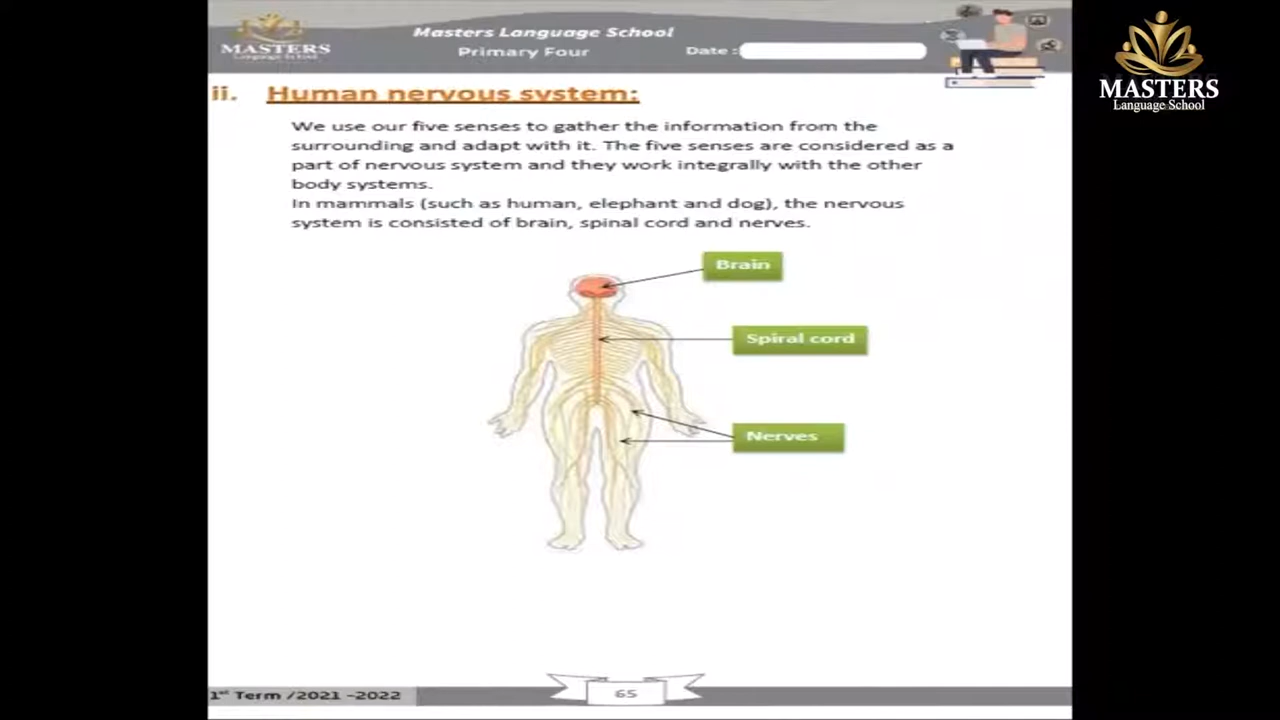 MASTERS
Language School
Masters Language School
Primary Four
Date :
MASTERS
Language School
ii. Human nervous system:
We use our five senses to gather the information from the
surrounding and adapt with it. The five senses are considered as a
part of nervous system and they work integrally with the other
body systems.
In mammals (such as human, elephant and dog), the nervous
system is consisted of brain, spinal cord and nerves.
Brain
Spiral cord
Nerves
1st Term /2021 -2022
65